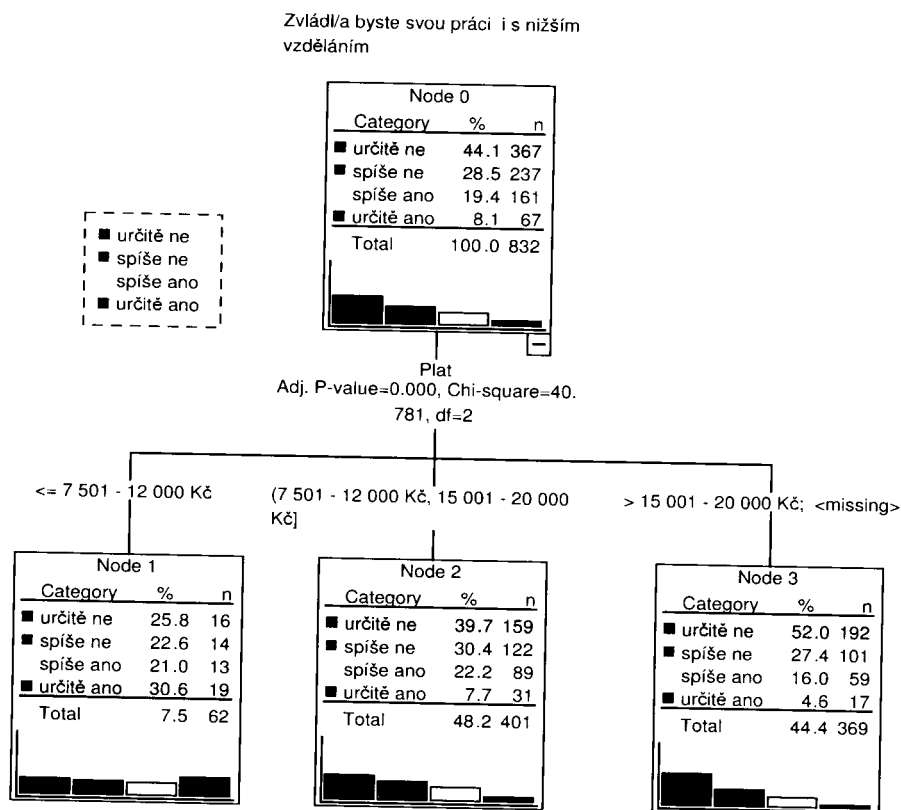 Zvládl/a byste svou práci i s nižším
vzděláním
Node 0
Category % n
určitě ne 44.1 367
spíše ne 28.5 237
spíše ano 19.4 161
určitě ano 8.1 67
Total 100.0 832
určitě ne
spíše ne
spíše ano
určitě ano
Plat
Adj. P-value=0.000, Chi-square=40.
781, df=2
<= 7 501 - 12 000 Kč
(7 501 - 12 000 Kč, 15 001 - 20 000
Kč]
> 15 001 - 20 000 Kč; <missing>
Node 1
Category % n
určitě ne 25.8 16
spíše ne 22.6 14
spíše ano 21.0 13
určitě ano 30.6 19
Total 7.5 62
Node 2
Category % n
určitě ne 39.7 159
spíše ne 30.4 122
spíše ano 22.2 89
určitě ano 7.7 31
Total 48.2 401
Node 3
Category % n
určitě ne 52.0 192
spíše ne 27.4 101
spíše ano 16.0 59
určitě ano 4.6 17
Total 44.4 369